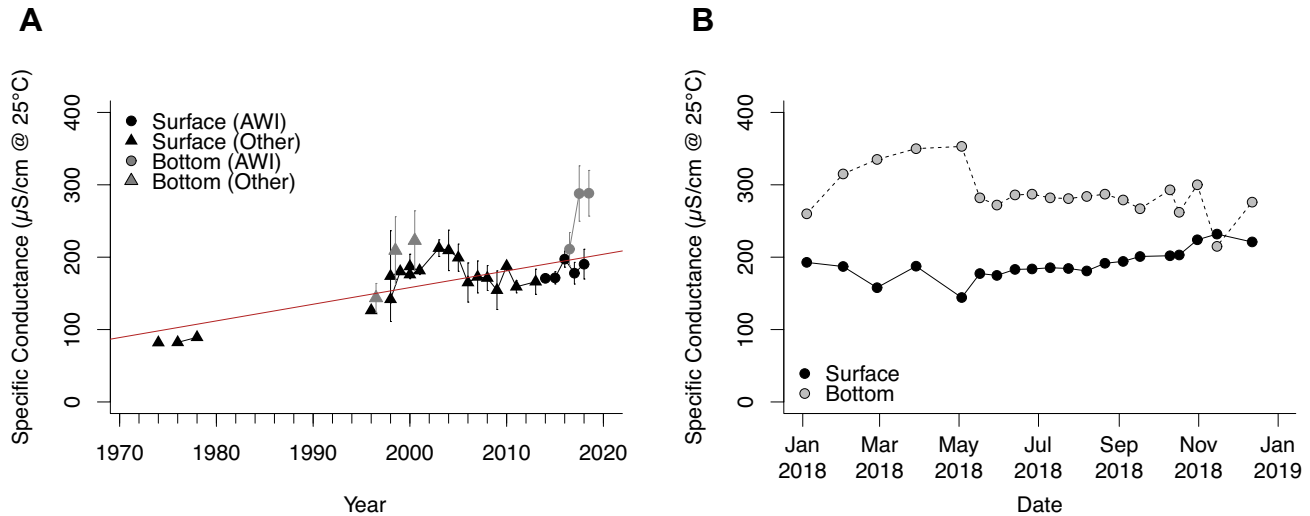 A
Specific Conductance (µS/cm @ 25°C)
400
300
200
100
0
Surface (AWI)
Surface (Other)
Bottom (AWI)
Bottom (Other)
1970 1980 1990 2000 2010 2020
Year
B
Specific Conductance (µS/cm @ 25°C)
400
300
200
100
0
Surface
Bottom
Jan Mar May Jul Sep Nov Jan
2018 2018 2018 2018 2018 2018 2019
Date